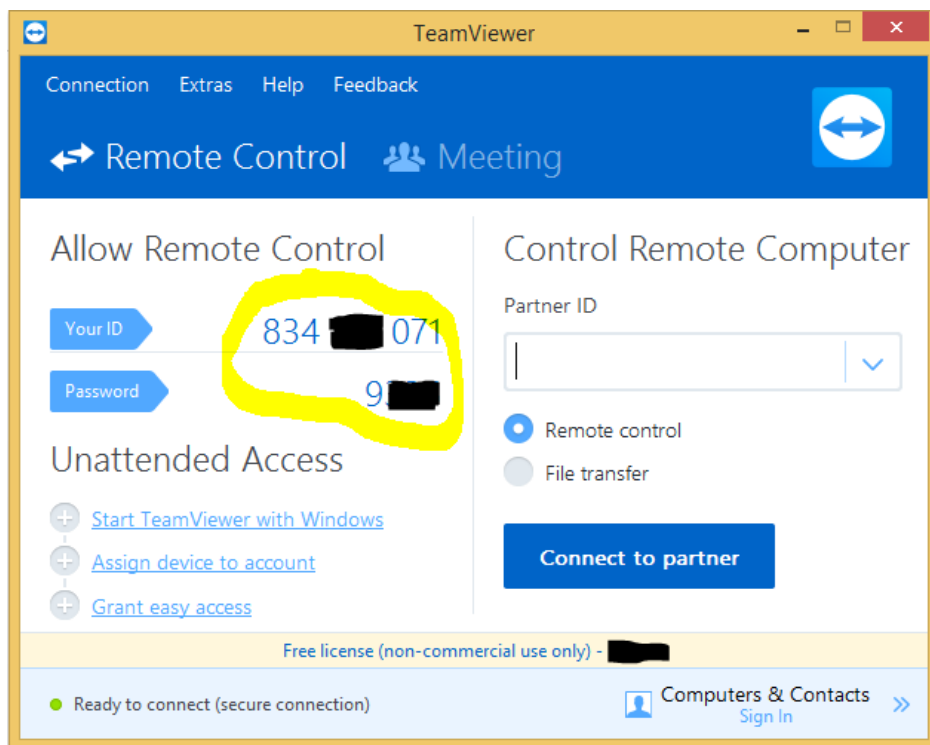 TeamViewer
Connection Extras Help Feedback
Remote Control Meeting
Allow Remote Control
Your ID 834 071
Password 9
Unattended Access
Start TeamViewer with Windows
Assign device to account
Grant easy access
Control Remote Computer
Partner ID
Remote control
File transfer
Connect to partner
Free license (non-commercial use only) -
Ready to connect (secure connection)
Computers & Contacts
Sign In